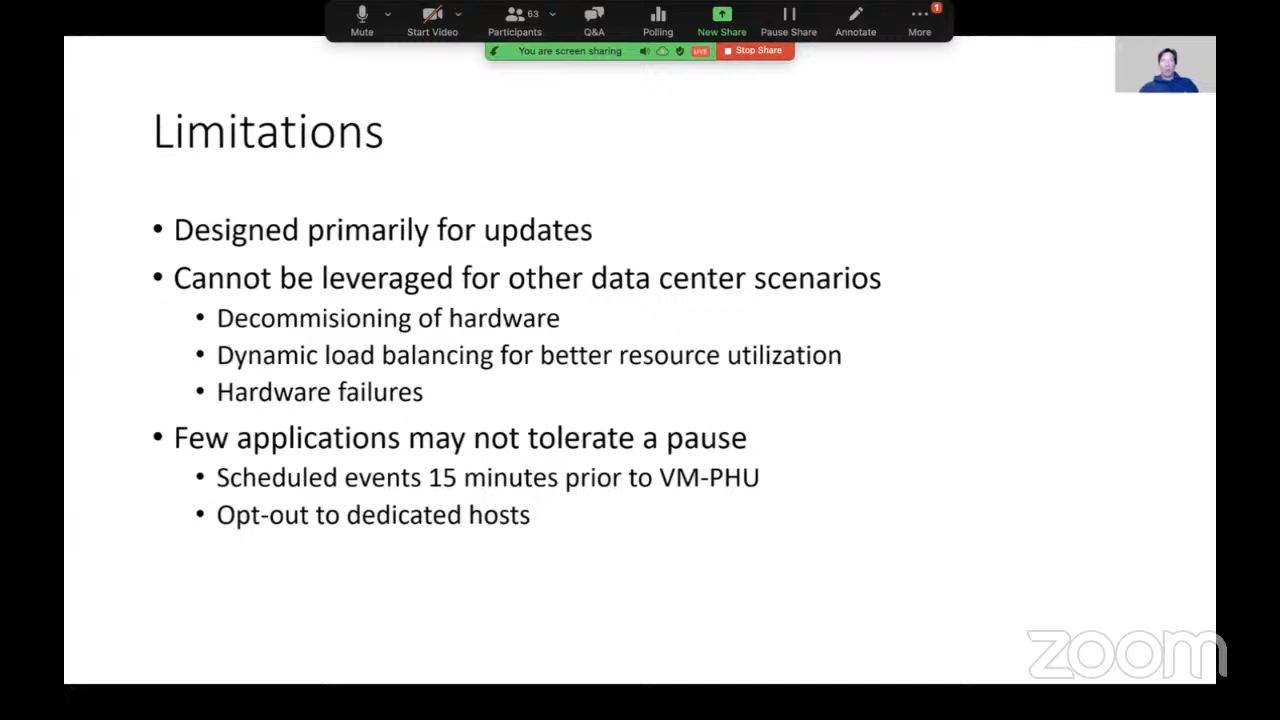 Mute
Start Video
63
Participants
Q&A
Polling
New Share
Pause Share
Annotate
1
More
You are screen sharing
LIVE
Stop Share
Limitations
• Designed primarily for updates
• Cannot be leveraged for other data center scenarios
• Decommisioning of hardware
• Dynamic load balancing for better resource utilization
• Hardware failures
• Few applications may not tolerate a pause
• Scheduled events 15 minutes prior to VM-PHU
• Opt-out to dedicated hosts
zoom